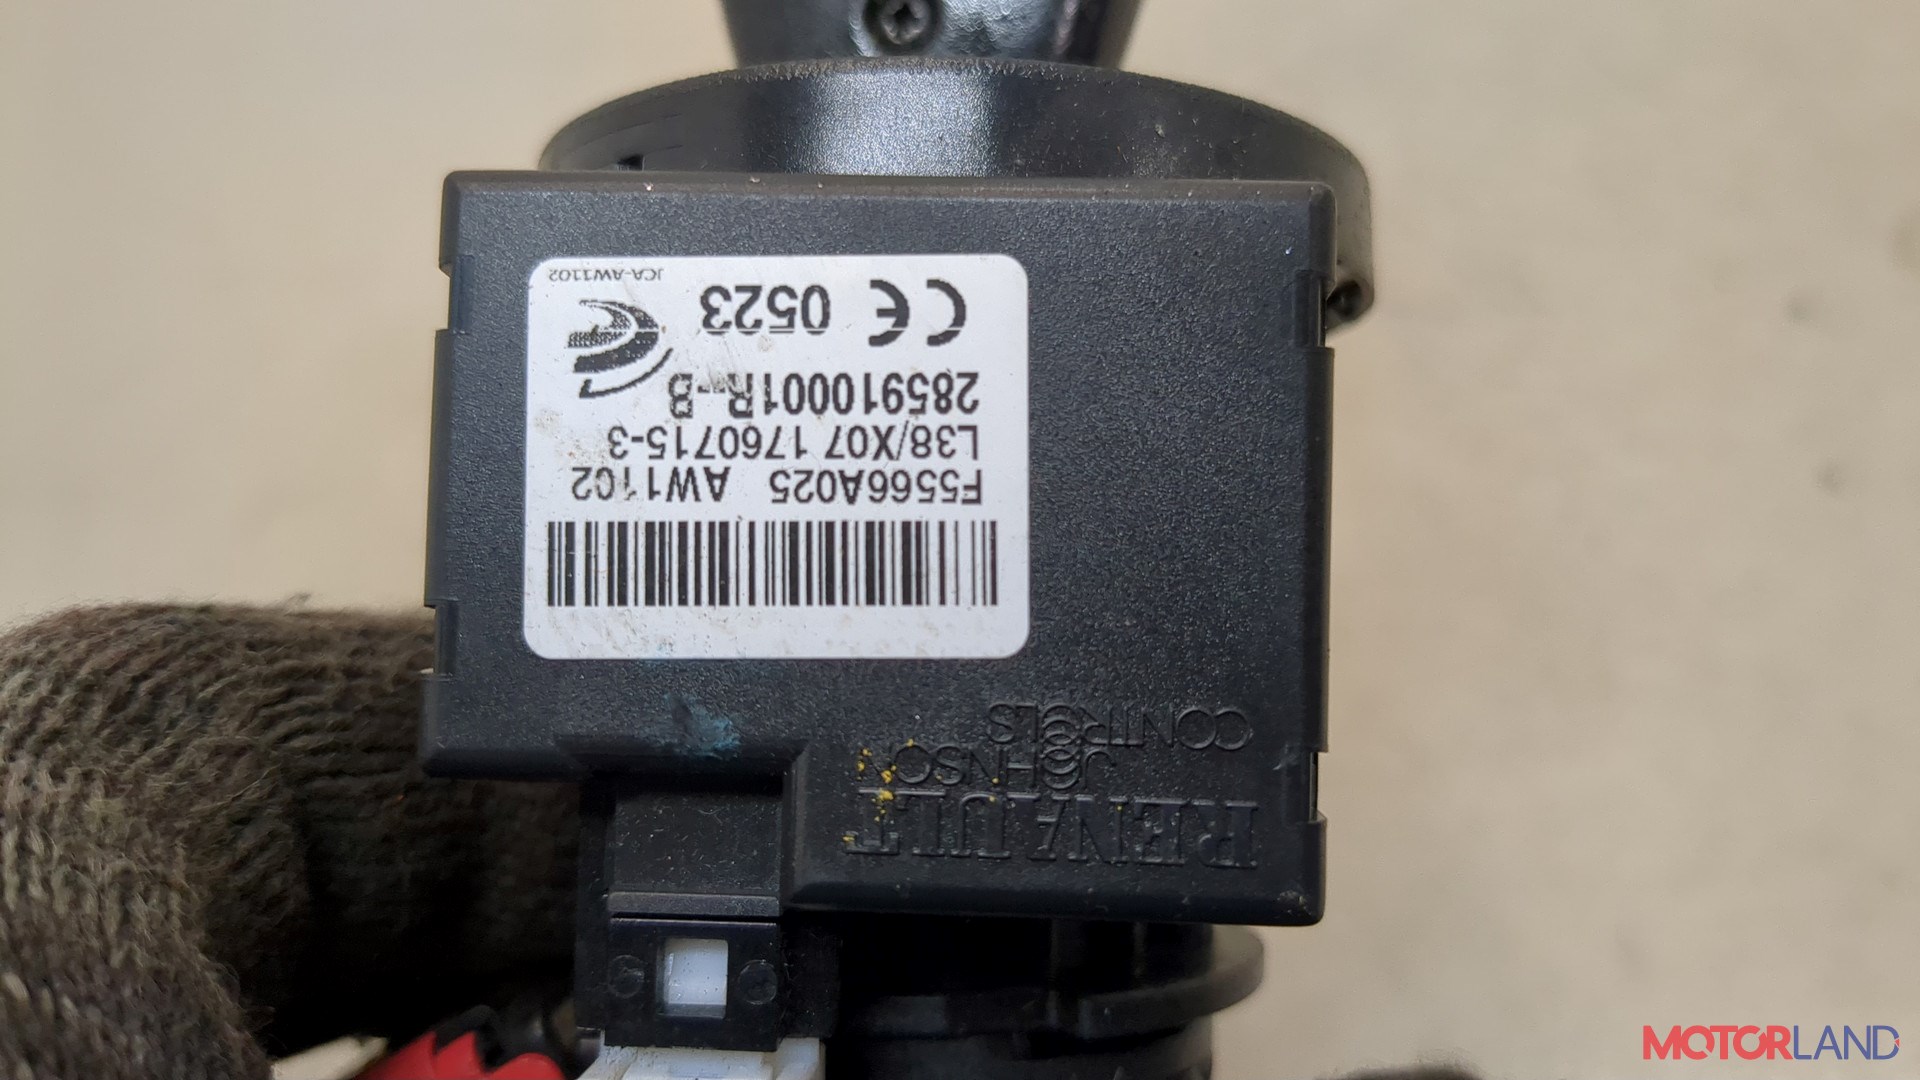 RENAULT
JOHNSON
CONTROLS
F5566A025 AW1102
L38/X07 1760715-3
285910001R--B
CE 0523
JCA-AW1102
MOTORLAND